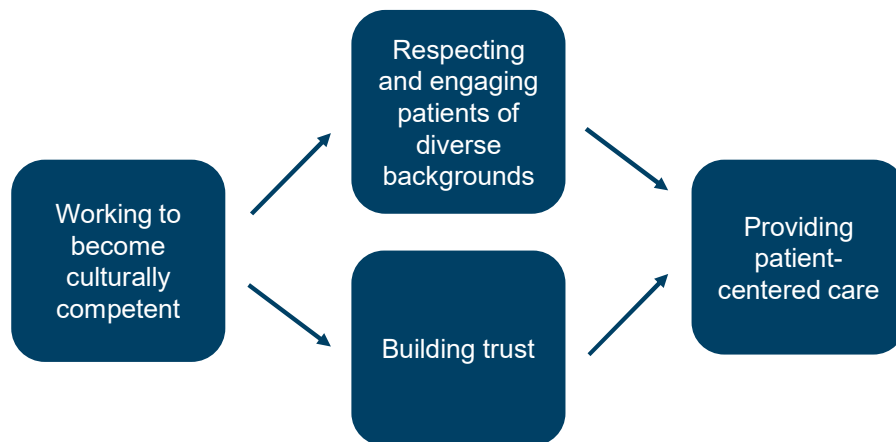 Working to
become
culturally
competent
Respecting
and engaging
patients of
diverse
backgrounds
Building trust
Providing
patient-
centered care